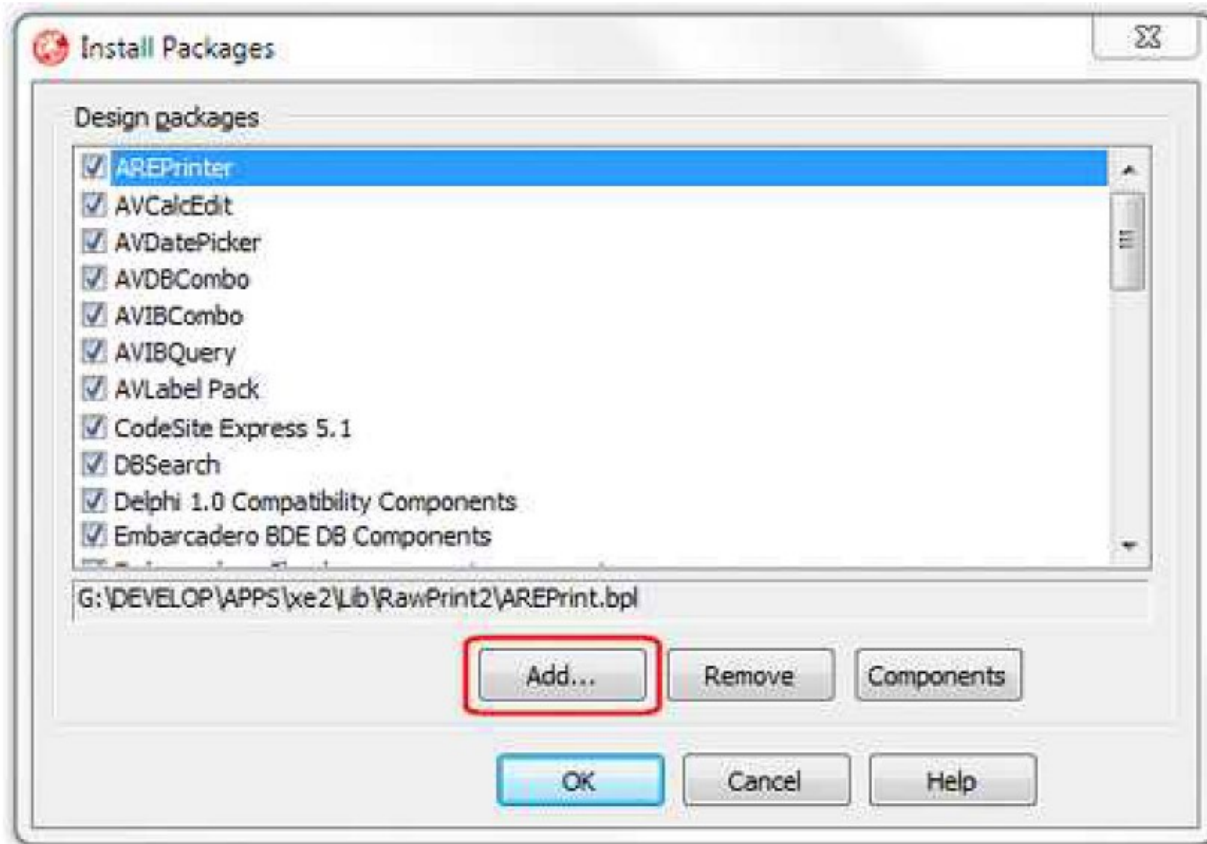 Install Packages
Design packages
AREPrinter
AVCalcEdit
AVDatePicker
AVDBCombo
AVIBCombo
AVIBQuery
AVLabel Pack
CodeSite Express 5.1
DBSearch
Delphi 1.0 Compatibility Components
Embarcadero BDE DB Components
G:\DEVELOP\APPS\xe2\Lib\RawPrint2\AREPrint.bpl
Add... Remove Components
OK Cancel Help